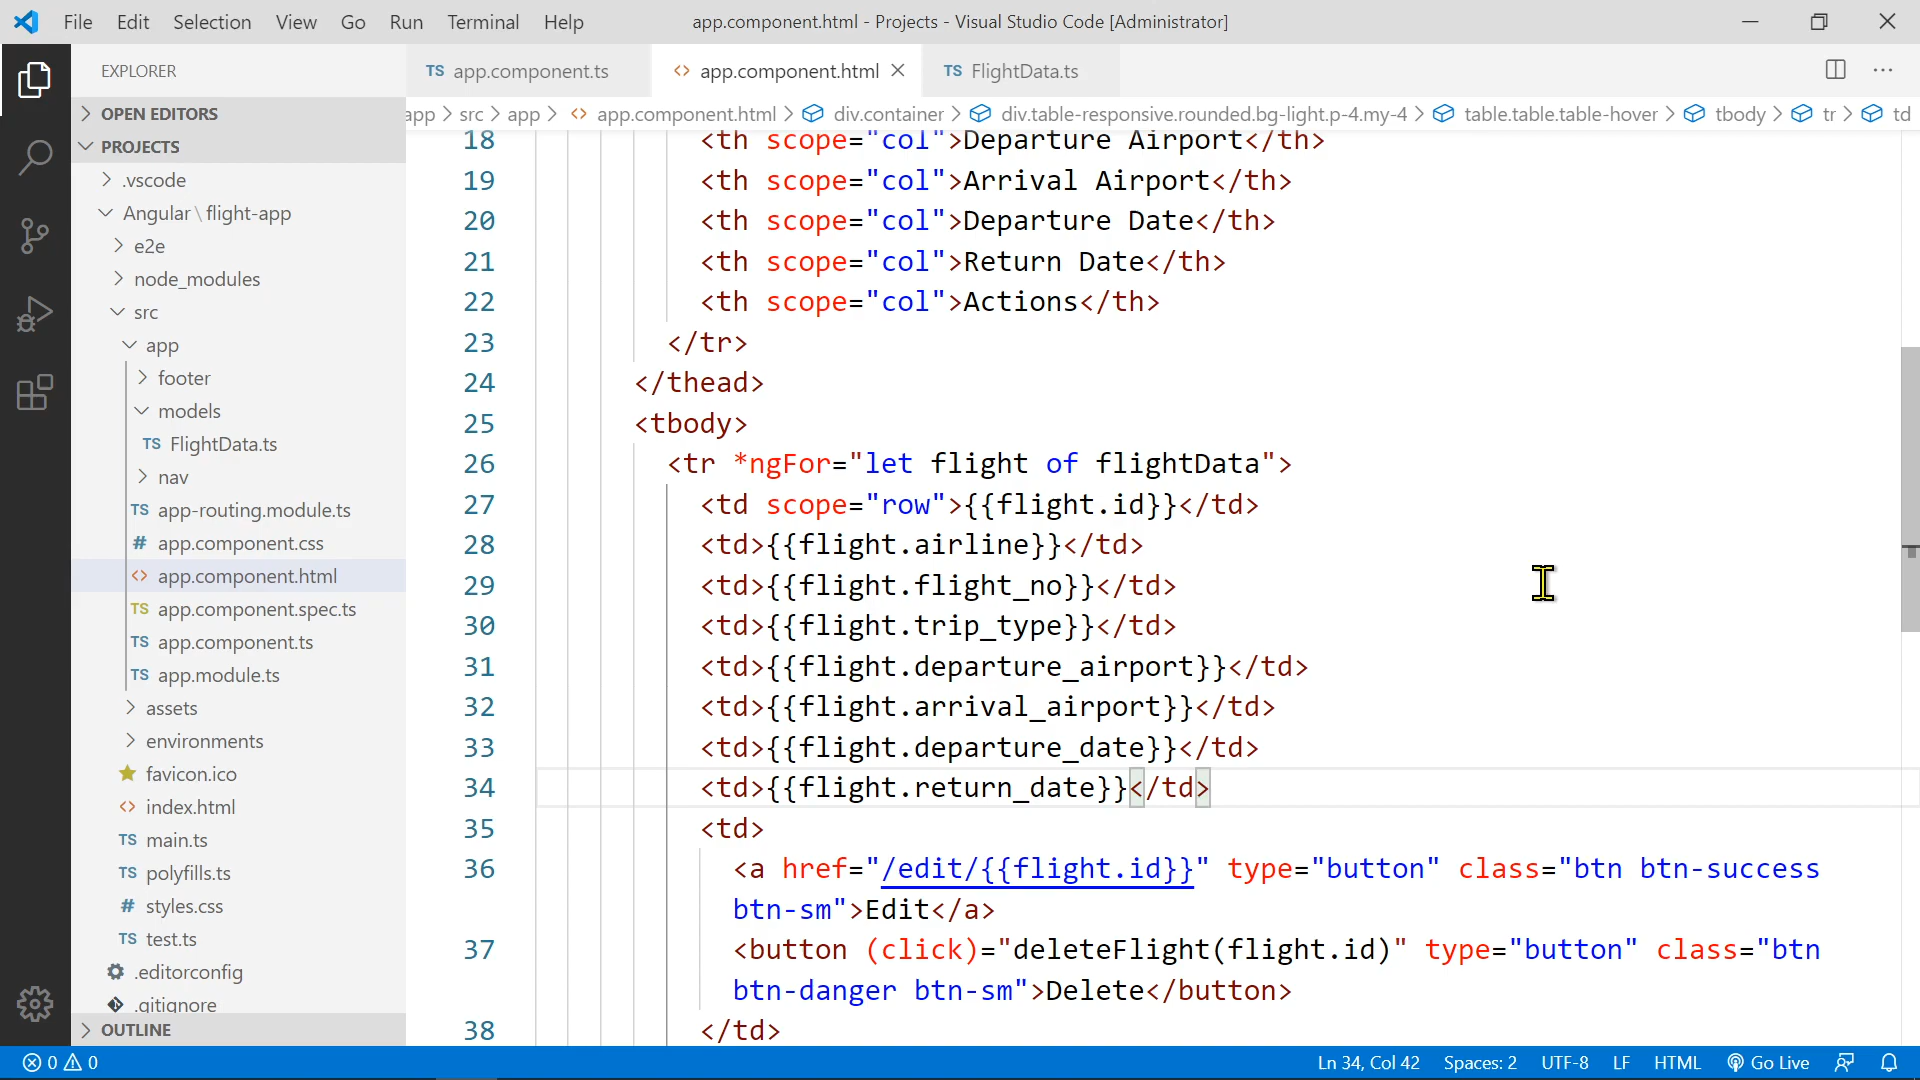 File Edit Selection View Go Run Terminal Help app.component.html - Projects - Visual Studio Code [Administrator]
EXPLORER
OPEN EDITORS
PROJECTS
.vscode
Angular \ flight-app
e2e
node_modules
src
app
footer
models
TS FlightData.ts
nav
TS app-routing.module.ts
# app.component.css
<> app.component.html
TS app.component.spec.ts
TS app.component.ts
TS app.module.ts
assets
environments
favicon.ico
<> index.html
TS main.ts
TS polyfills.ts
# styles.css
TS test.ts
.editorconfig
.gitignore
OUTLINE
TS app.component.ts <> app.component.html TS FlightData.ts
app > src > app > <> app.component.html > div.container > div.table-responsive.rounded.bg-light.p-4.my-4 > table.table.table-hover > tbody > tr > td
18 <th scope="col">Departure Airport</th>
19 <th scope="col">Arrival Airport</th>
20 <th scope="col">Departure Date</th>
21 <th scope="col">Return Date</th>
22 <th scope="col">Actions</th>
23 </tr>
24 </thead>
25 <tbody>
26 <tr *ngFor="let flight of flightData">
27 <td scope="row">{{flight.id}}</td>
28 <td>{{flight.airline}}</td>
29 <td>{{flight.flight_no}}</td>
30 <td>{{flight.trip_type}}</td>
31 <td>{{flight.departure_airport}}</td>
32 <td>{{flight.arrival_airport}}</td>
33 <td>{{flight.departure_date}}</td>
34 <td>{{flight.return_date}}</td>
35 <td>
36 <a href="/edit/{{flight.id}}" type="button" class="btn btn-success
btn-sm">Edit</a>
37 <button (click)="deleteFlight(flight.id)" type="button" class="btn
btn-danger btn-sm">Delete</button>
38 </td>
0 0 Ln 34, Col 42 Spaces: 2 UTF-8 LF HTML Go Live